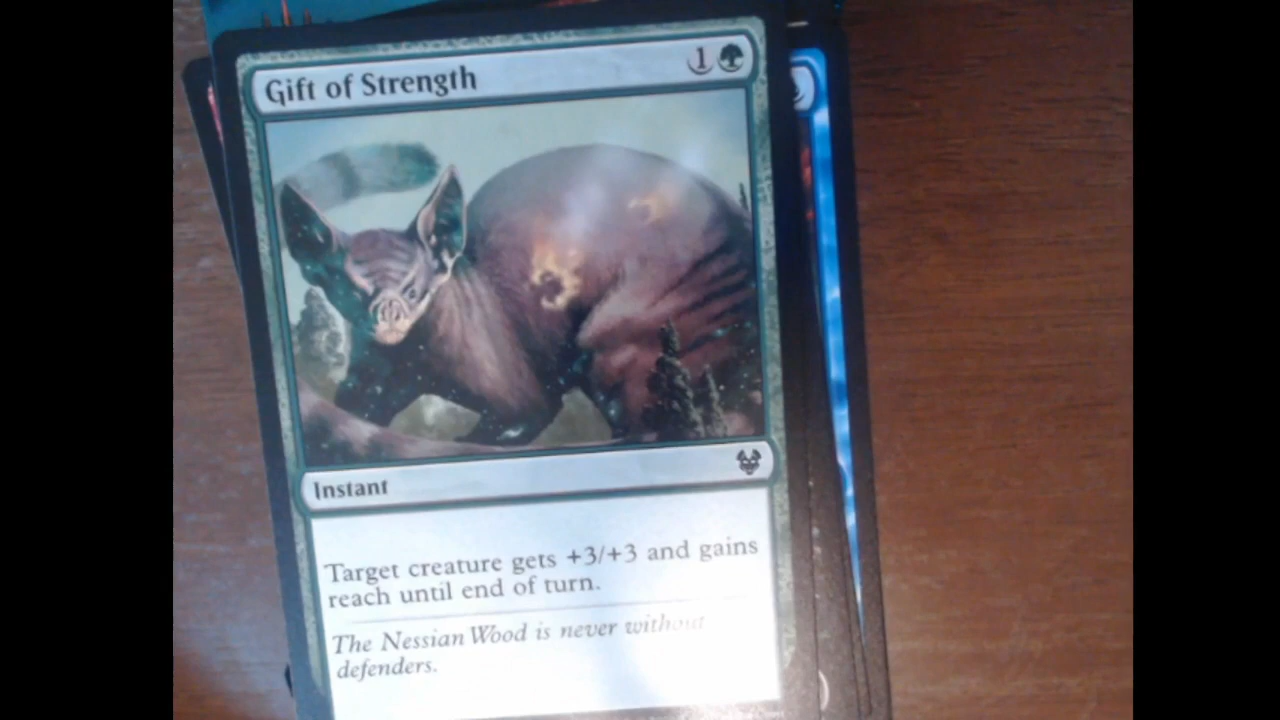 Gift of Strength 1
Instant
Target creature gets +3/+3 and gains
reach until end of turn.
The Nessian Wood is never without
defenders.